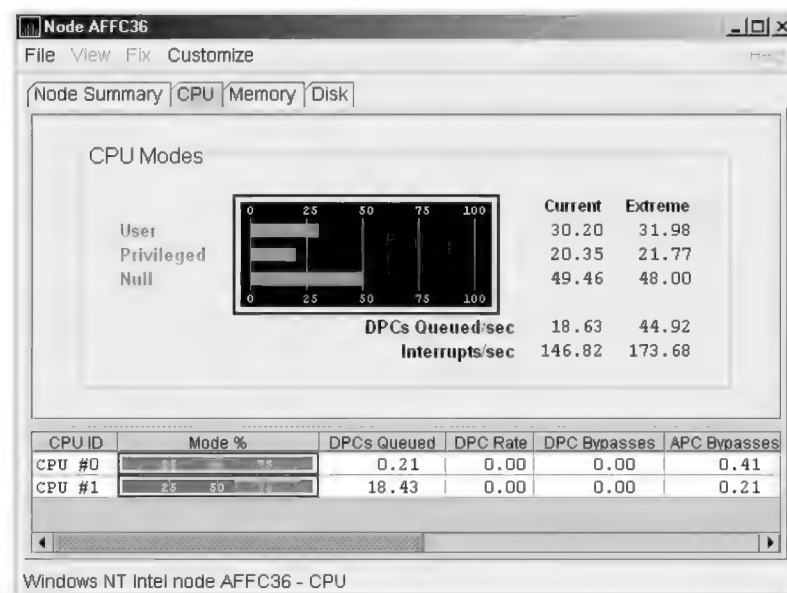 Node AFFC36
File View Fix Customize
Node Summary CPU Memory Disk
CPU Modes
0 25 50 75 100
Current Extreme
User 30.20 31.98
Privileged 20.35 21.77
Null 49.46 48.00
0 25 50 75 100
DPCs Queued/sec 18.63 44.92
Interrupts/sec 146.82 173.68
CPU ID Mode % DPCs Queued DPC Rate DPC Bypasses APC Bypasses
CPU #0 0.21 0.00 0.00 0.41
CPU #1 25 50 18.43 0.00 0.00 0.21
Windows NT Intel node AFFC36 - CPU